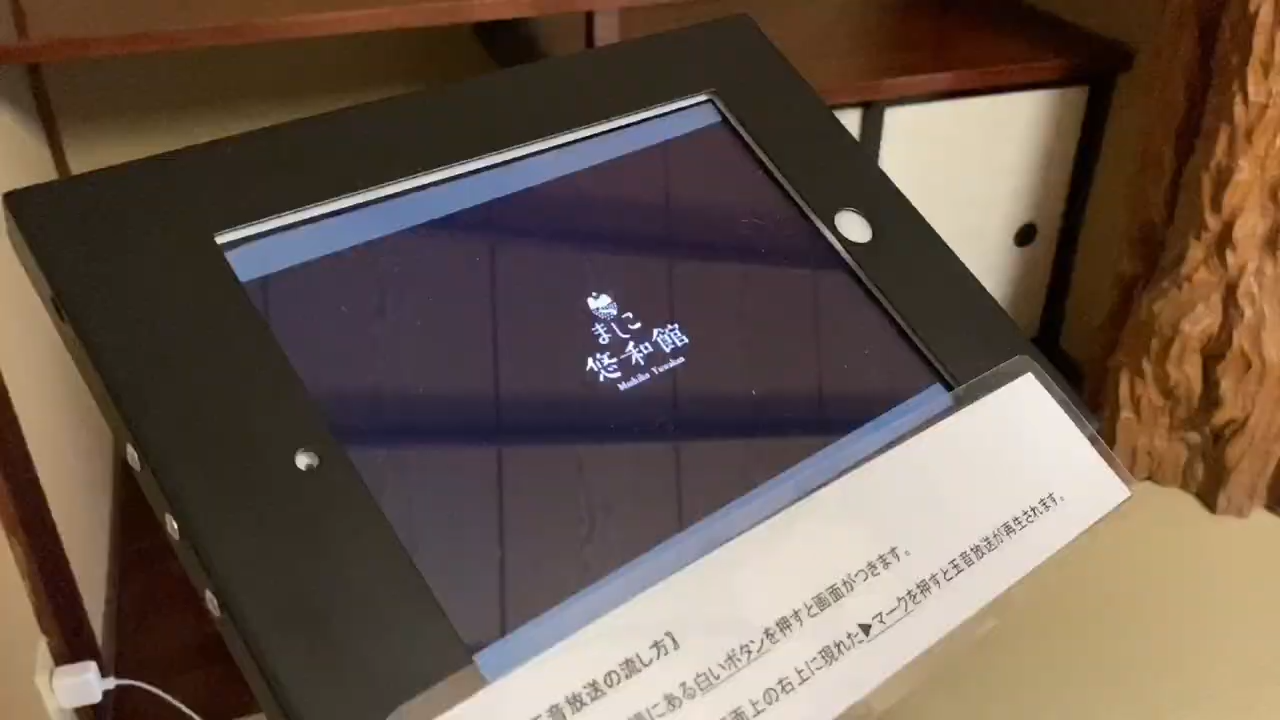 ましこ
悠和館
Mashiko Yuwakan
音放送の流し方】
にある白いボタンを押すと画面がつきます。
面上の右上に現れた▶マークを押すと玉音放送が再生されます。